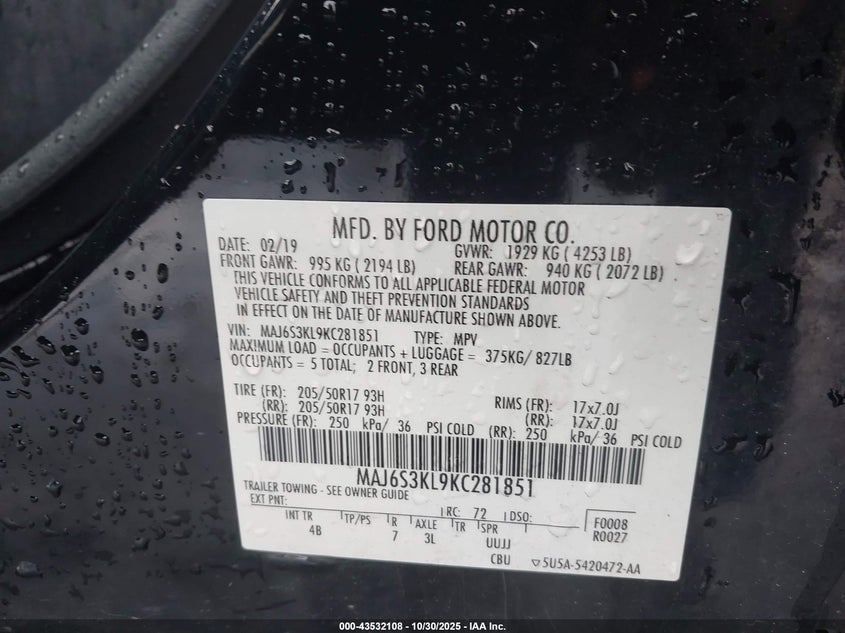 MFD. BY FORD MOTOR CO.
DATE: 02/19 GVWR: 1929 KG ( 4253 LB)
FRONT GAWR: 995 KG ( 2194 LB) REAR GAWR: 940 KG ( 2072 LB)
THIS VEHICLE CONFORMS TO ALL APPLICABLE FEDERAL MOTOR
VEHICLE SAFETY AND THEFT PREVENTION STANDARDS
IN EFFECT ON THE DATE OF MANUFACTURE SHOWN ABOVE.
VIN: MAJ6S3KL9KC281851 TYPE: MPV
MAXIMUM LOAD = OCCUPANTS + LUGGAGE = 375KG/ 827LB
OCCUPANTS = 5 TOTAL; 2 FRONT, 3 REAR
TIRE (FR): 205/50R17 93H RIMS (FR): 17x7.0J
(RR): 205/50R17 93H (RR): 17x7.0J
PRESSURE (FR): 250 kPa/ 36 PSI COLD (RR): 250 kPa/ 36 PSI COLD
MAJ6S3KL9KC281851
TRAILER TOWING - SEE OWNER GUIDE
EXT PNT: RC: 72 DSO: F0008
INT TR TP/PS R AXLE TR SPR R0027
4B 7 3L UUJJ
CBU ▽5U5A-5420472-AA
000-43532108 - 10/30/2025 - IAA Inc.